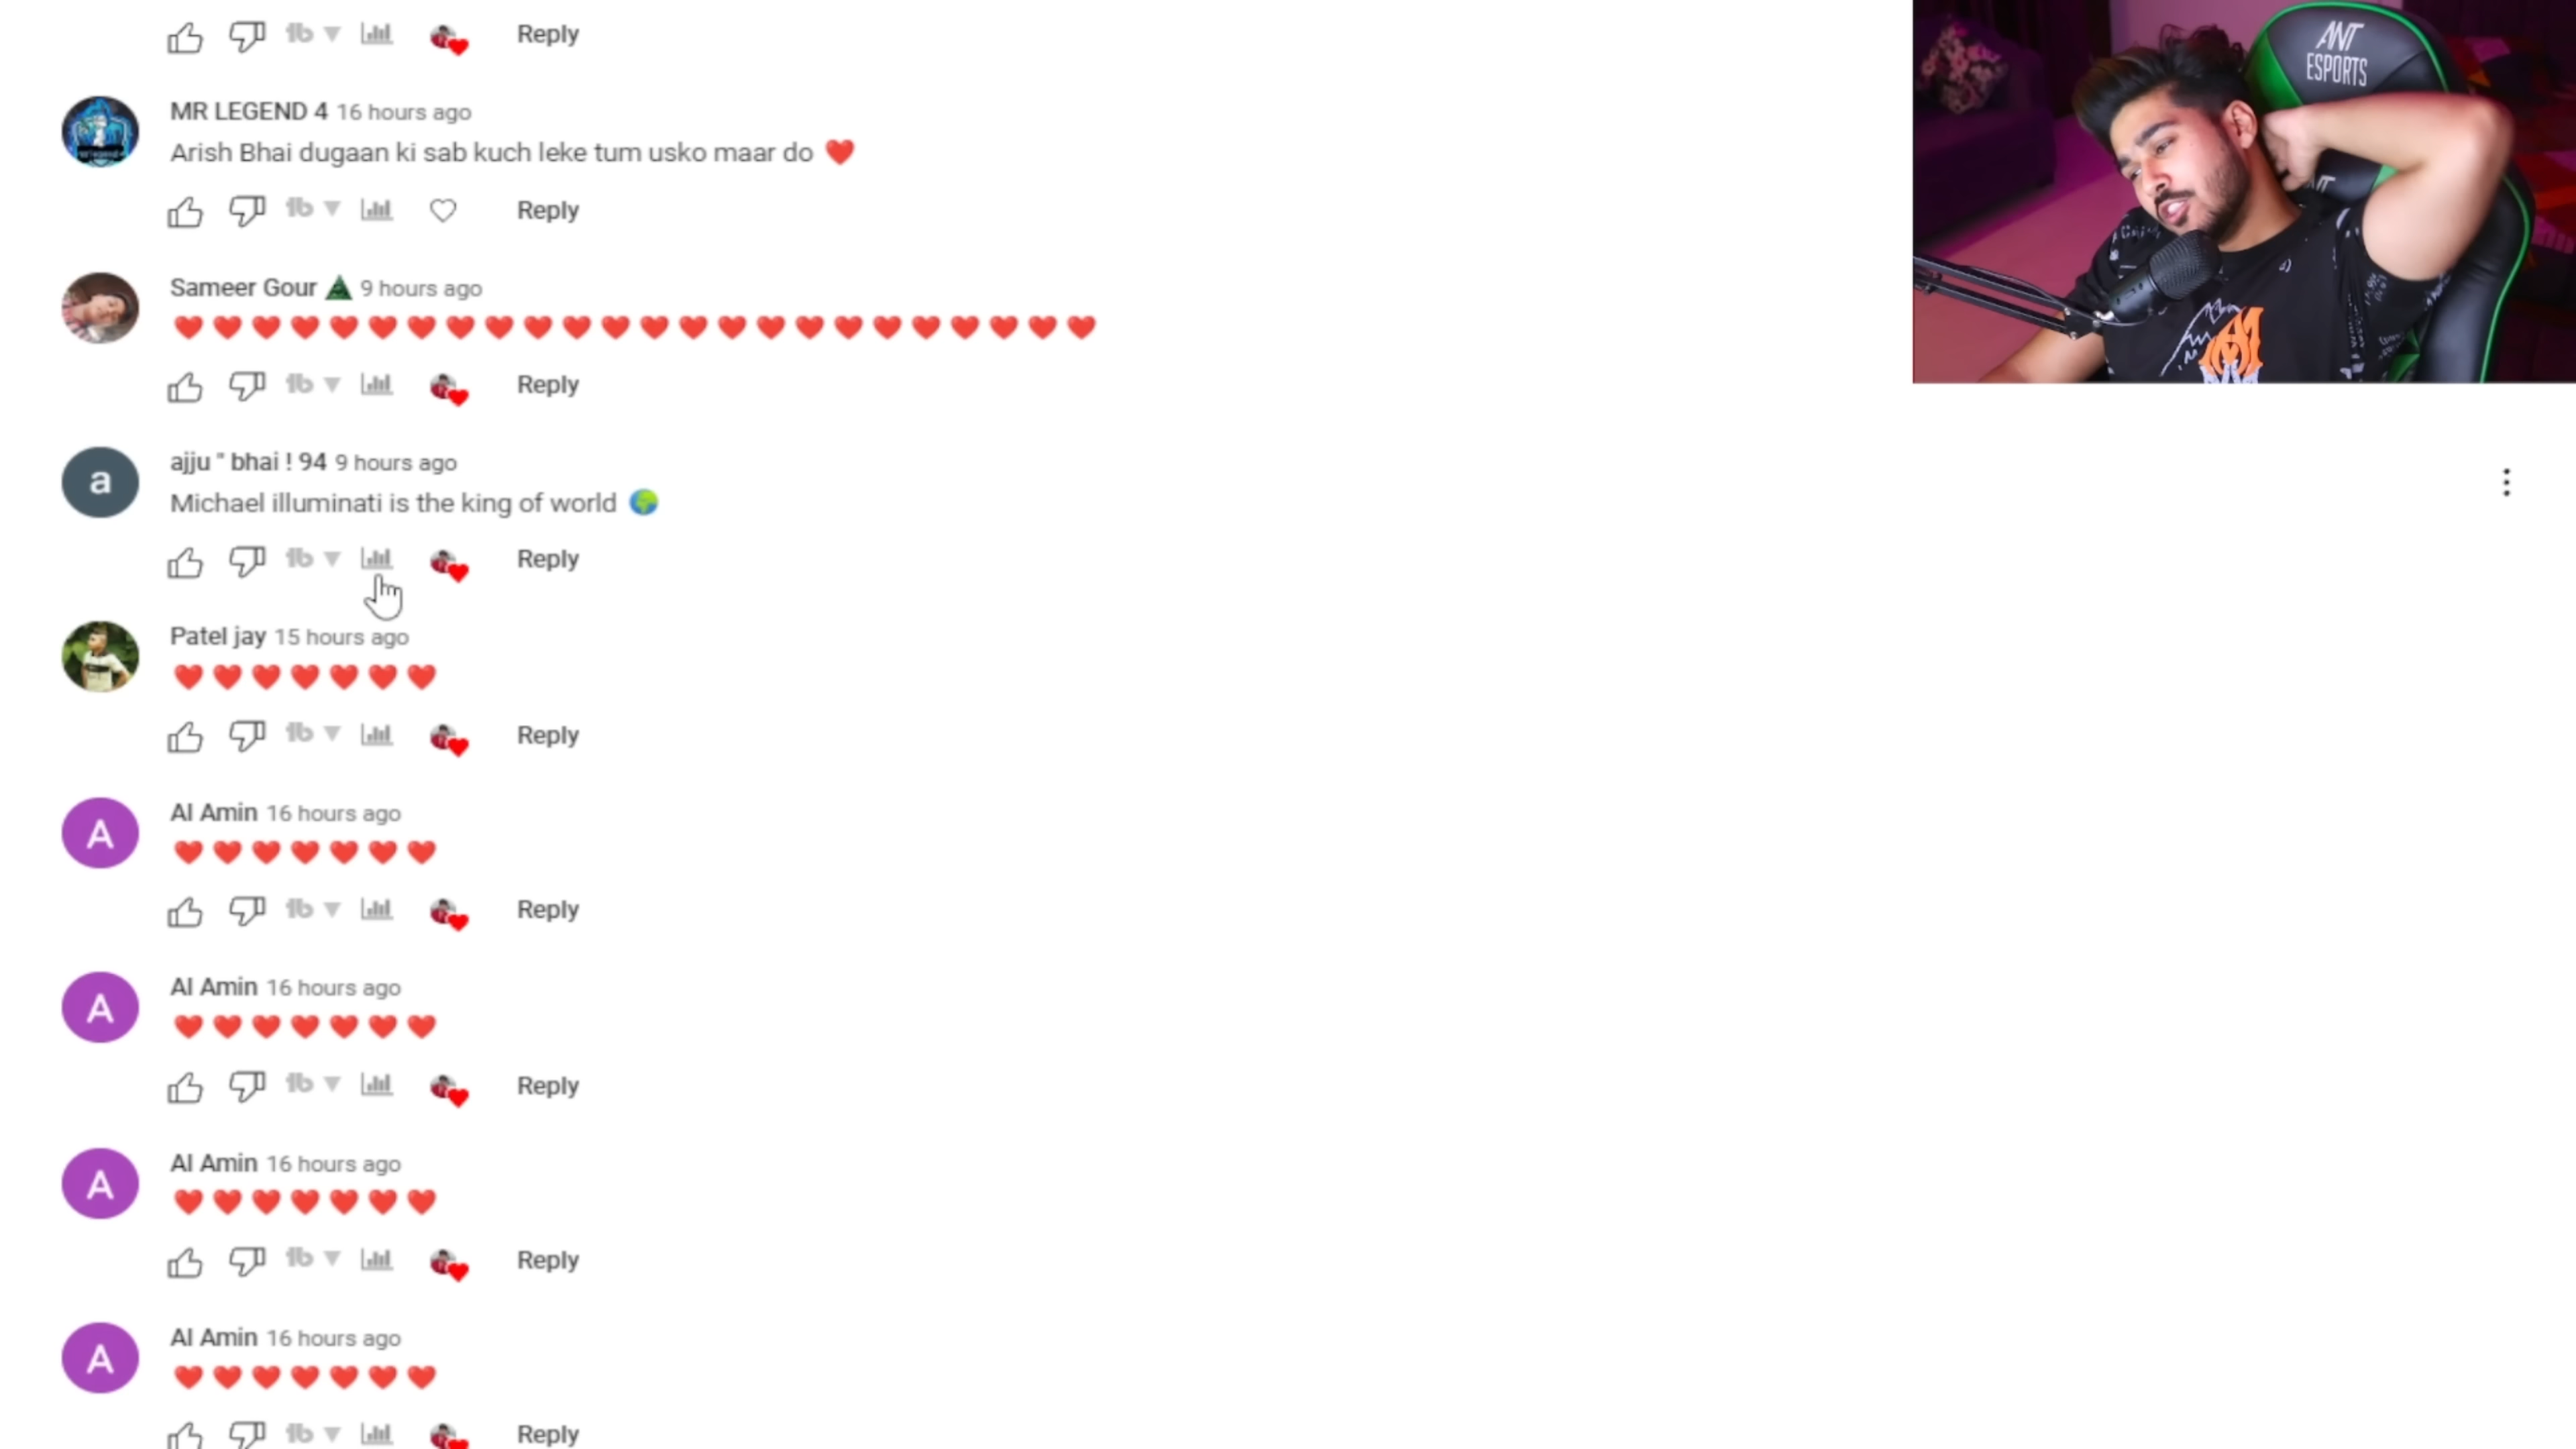 Reply
ANT
ESPORTS
MR LEGEND 4 16 hours ago
Arish Bhai dugaan ki sab kuch leke tum usko maar do ❤️
Reply
Sameer Gour 9 hours ago
❤️❤️❤️❤️❤️❤️❤️❤️❤️❤️❤️❤️❤️❤️❤️❤️❤️❤️❤️❤️❤️❤️❤️❤️
Reply
a
ajju " bhai ! 94 9 hours ago
Michael illuminati is the king of world 🌍
Reply
Patel jay 15 hours ago
❤️❤️❤️❤️❤️❤️❤️
Reply
A
Al Amin 16 hours ago
❤️❤️❤️❤️❤️❤️❤️
Reply
A
Al Amin 16 hours ago
❤️❤️❤️❤️❤️❤️❤️
Reply
A
Al Amin 16 hours ago
❤️❤️❤️❤️❤️❤️❤️
Reply
A
Al Amin 16 hours ago
❤️❤️❤️❤️❤️❤️❤️
Reply